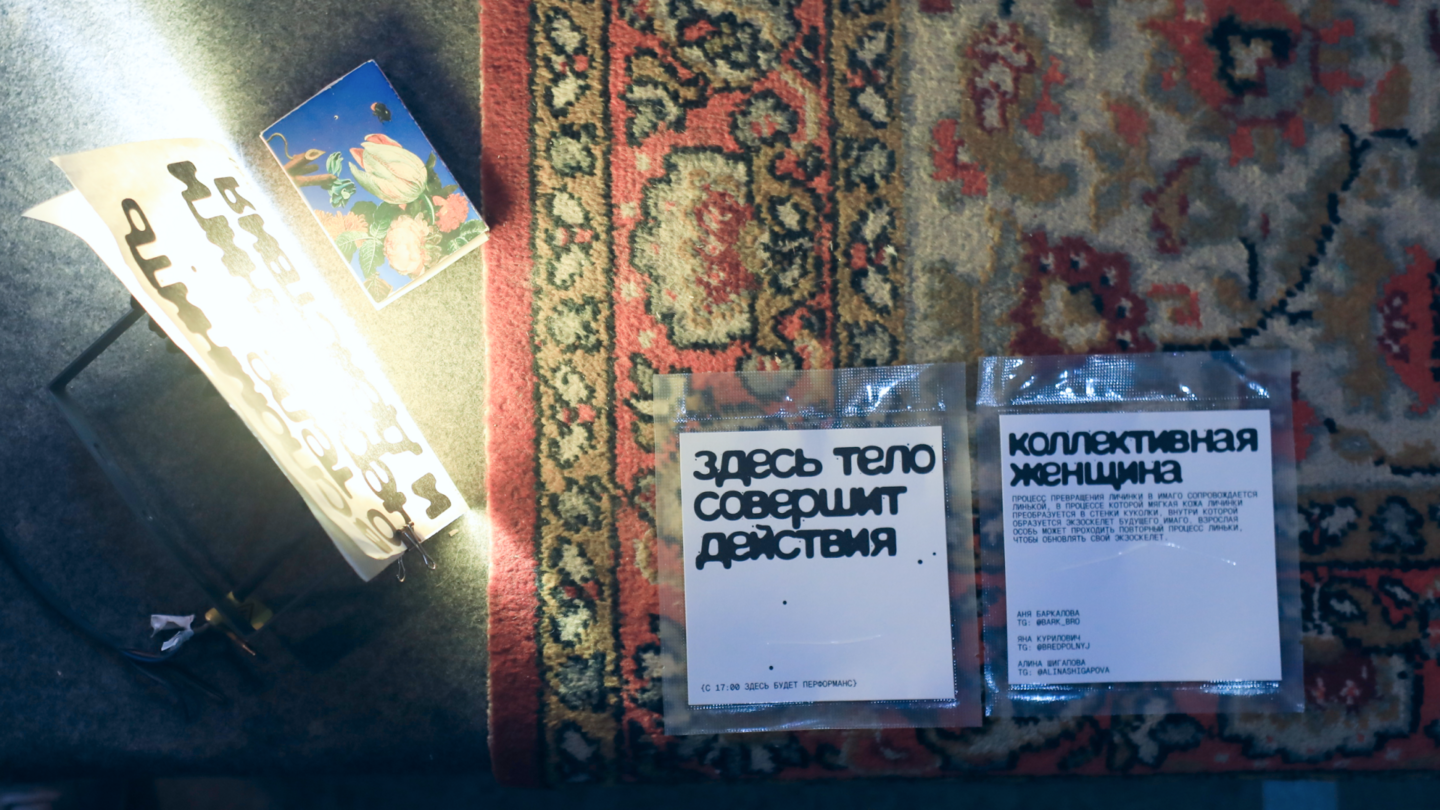 здесь тело
совершит
действия
{С 17:00 ЗДЕСЬ БУДЕТ ПЕРФОРМАНС}
коллективная
женщина
ПРОЦЕСС ПРЕВРАЩЕНИЯ ЛИЧИНКИ В ИМАГО СОПРОВОЖДАЕТСЯ
ЛИНЬКОЙ, В ПРОЦЕССЕ КОТОРОЙ МЯГКАЯ КОЖА ЛИЧИНКИ
ПРЕОБРАЗУЕТСЯ В СТЕНКИ КУКОЛКИ, ВНУТРИ КОТОРОЙ
ОБРАЗУЕТСЯ ЭКЗОСКЕЛЕТ БУДУЩЕГО ИМАГО. ВЗРОСЛАЯ
ОСОБЬ МОЖЕТ ПРОХОДИТЬ ПОВТОРНЫЙ ПРОЦЕСС ЛИНЬКИ,
ЧТОБЫ ОБНОВЛЯТЬ СВОЙ ЭКЗОСКЕЛЕТ.
АНЯ БАРКАЛОВА
TG: @BARK_BRO
ЯНА КУРИЛОВИЧ
TG: @BREDPOLNYJ
АЛИНА ШИГАПОВА
TG: @ALINASHIGAPOVA